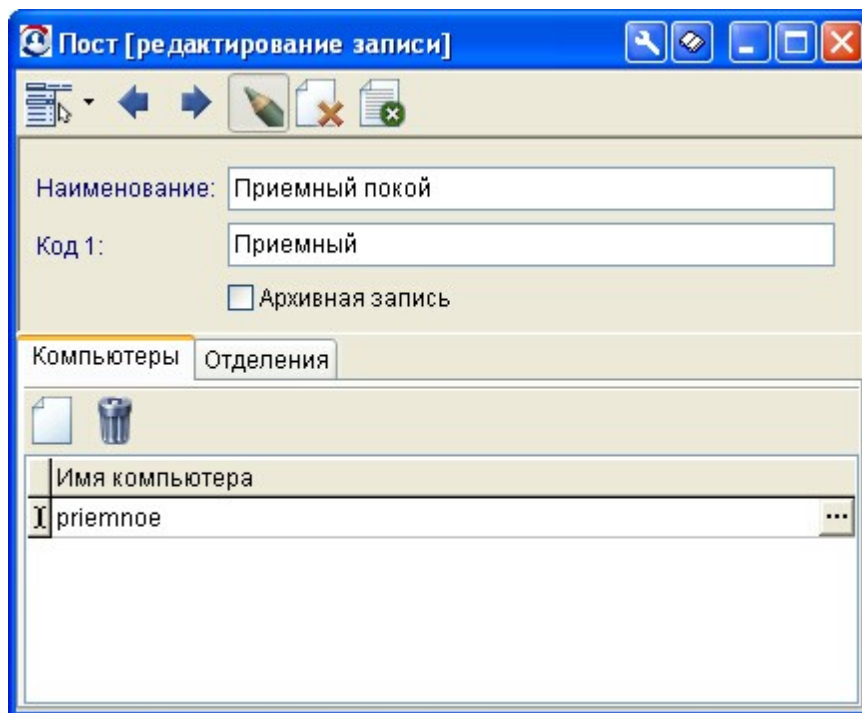 Пост [редактирование записи]
Наименование: Приемный покой
Код 1: Приемный
Архивная запись
Компьютеры Отделения
Имя компьютера
priemnoe ...